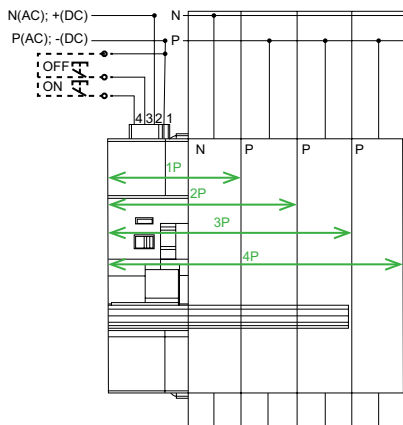 N(AC); +(DC) N
P(AC); -(DC) P
OFF
ON
4 3 2 1
N P P P
1P
2P
3P
4P